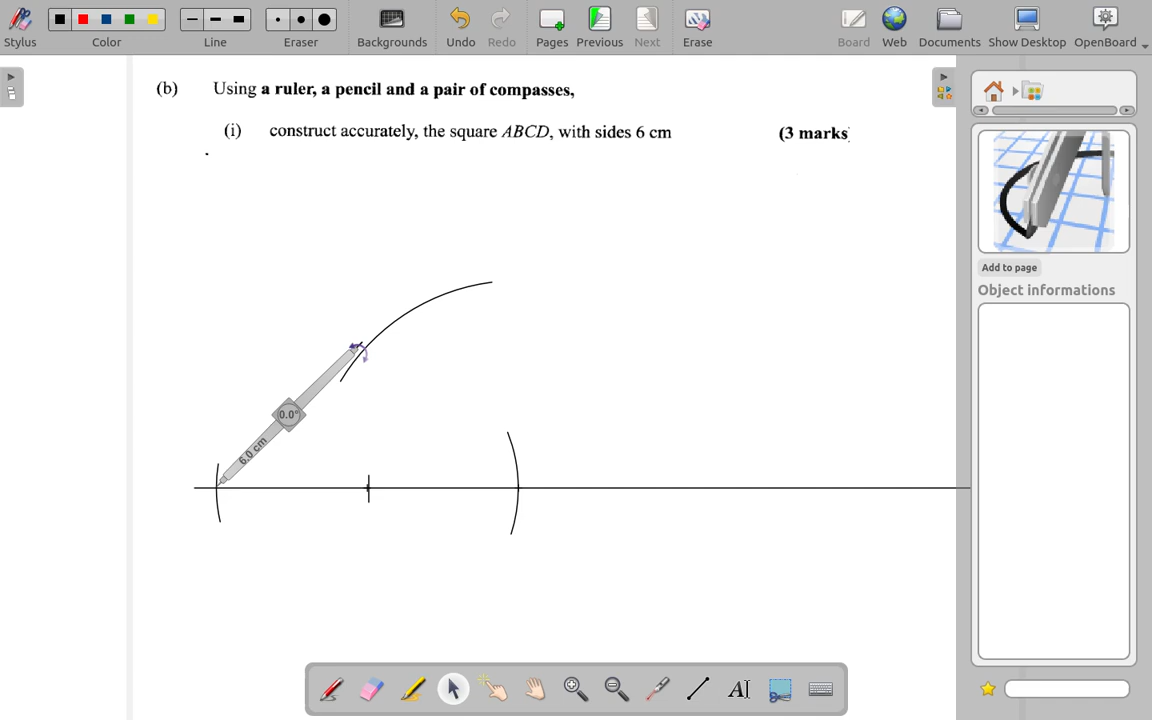 Stylus Color Line Eraser Backgrounds Undo Redo Pages Previous Next Erase Board Web Documents Show Desktop OpenBoard
(b) Using a ruler, a pencil and a pair of compasses,
(i) construct accurately, the square ABCD, with sides 6 cm (3 marks)
Add to page
Object informations
0.0°
6.0 cm
A